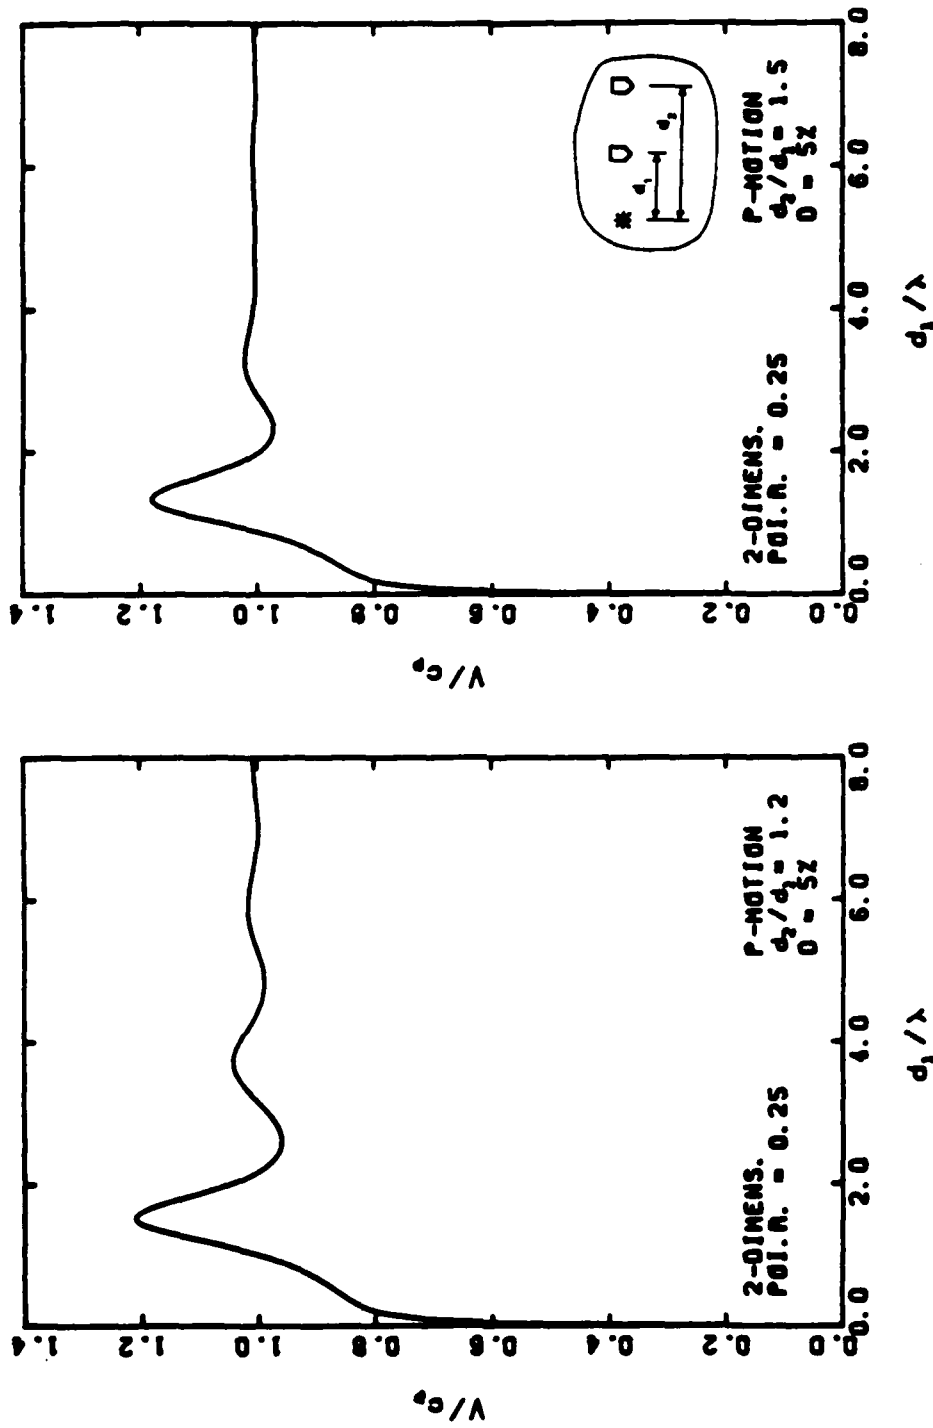 1.4
1.2
1.0
0.8
0.6
0.4
0.2
0.0
V/cₚ
2-DIMENS.
POI.R. = 0.25
P-MOTION
d₂/d₁ = 1.2
D = 5%
0.0 2.0 4.0 6.0 8.0
d₁/λ
1.4
1.2
1.0
0.8
0.6
0.4
0.2
0.0
V/cₚ
d₁
d₂
2-DIMENS.
POI.R. = 0.25
P-MOTION
d₂/d₁ = 1.5
D = 5%
0.0 2.0 4.0 6.0 8.0
d₁/λ